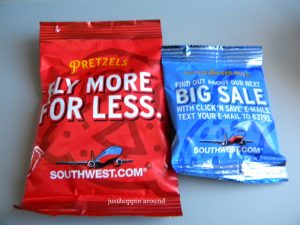 PRETZELS
FLY MORE
FOR LESS.
SOUTHWEST.COM®
FIND OUT ABOUT OUR NEXT
BIG SALE
WITH CLICK 'N SAVE E-MAILS
TEXT YOUR E-MAIL TO
SOUTHWEST.COM®
justhoppin'around